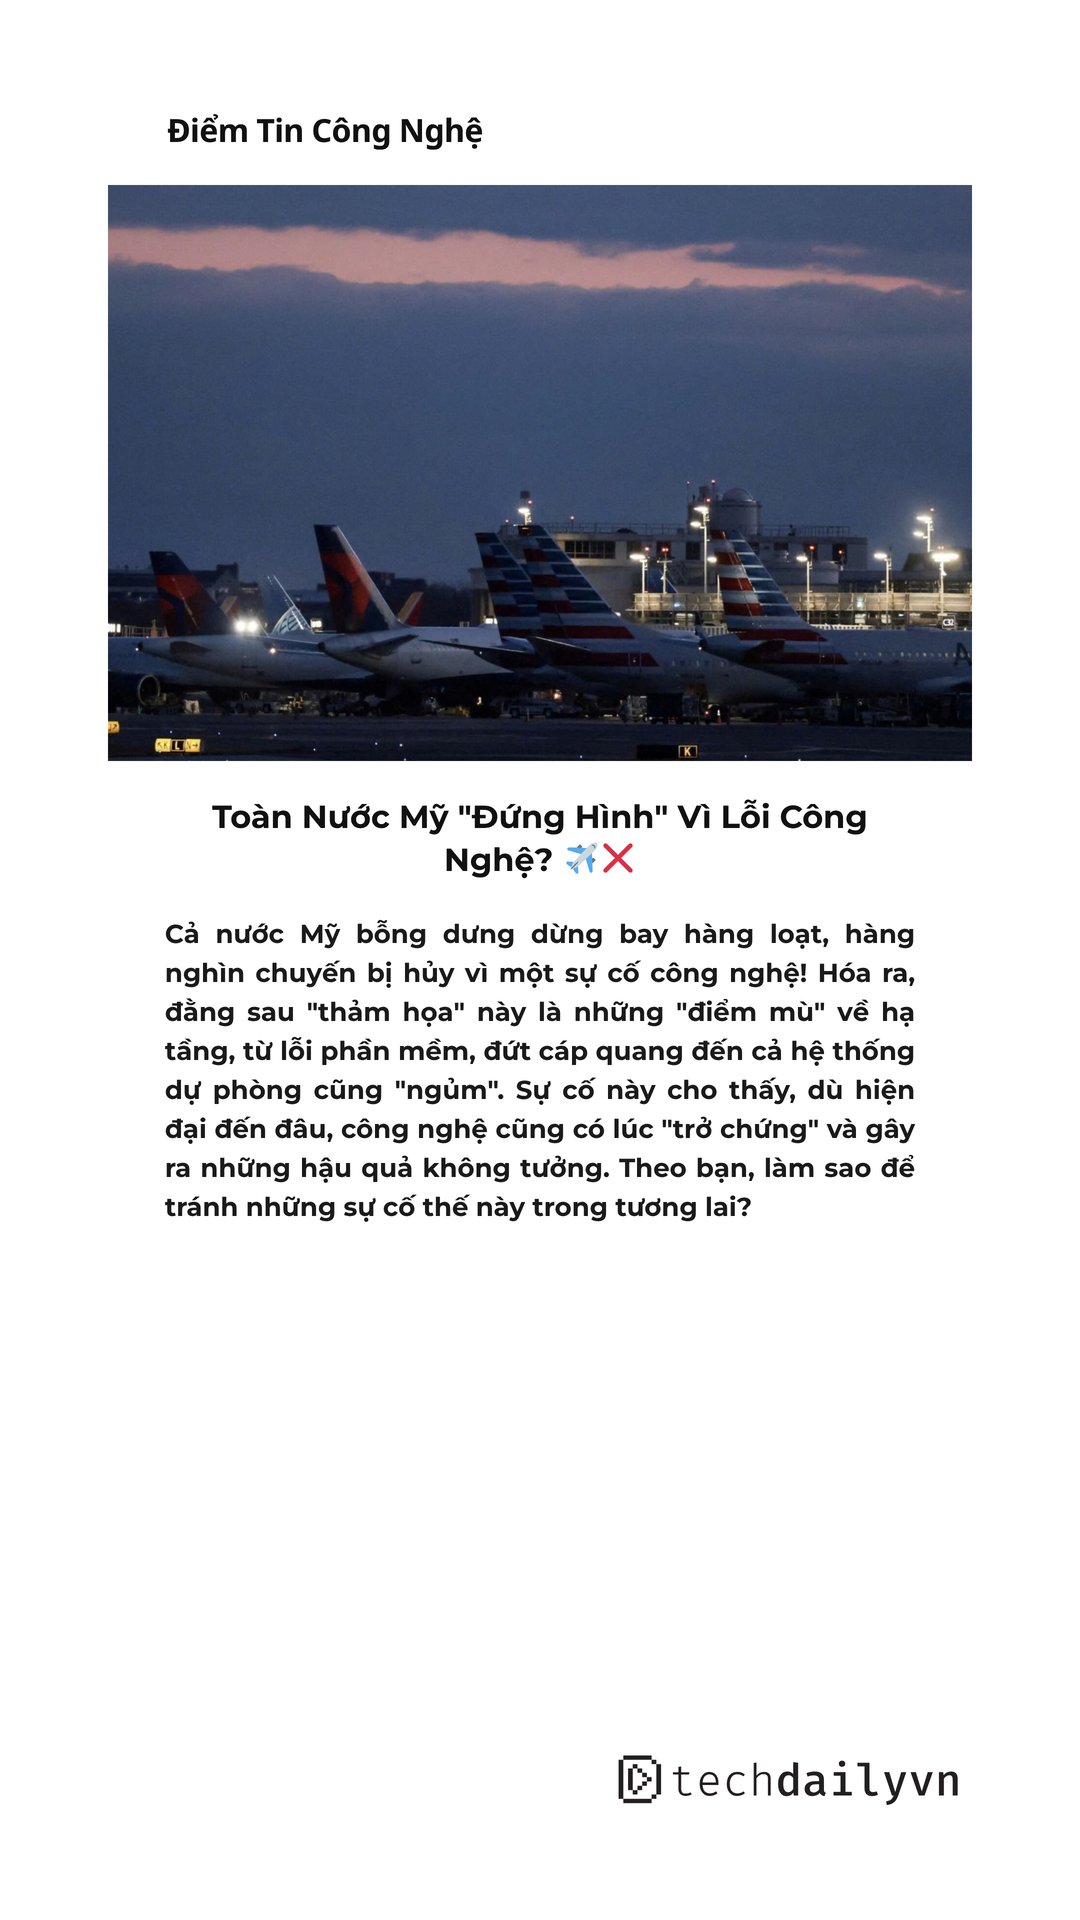 Điểm Tin Công Nghệ
C32
L
K
Toàn Nước Mỹ "Đứng Hình" Vì Lỗi Công
Nghệ? ✈️❌
Cả nước Mỹ bỗng dưng dừng bay hàng loạt, hàng
nghìn chuyến bị hủy vì một sự cố công nghệ! Hóa ra,
đằng sau "thảm họa" này là những "điểm mù" về hạ
tầng, từ lỗi phần mềm, đứt cáp quang đến cả hệ thống
dự phòng cũng "ngủm". Sự cố này cho thấy, dù hiện
đại đến đâu, công nghệ cũng có lúc "trở chứng" và gây
ra những hậu quả không tưởng. Theo bạn, làm sao để
tránh những sự cố thế này trong tương lai?
techdailyvn